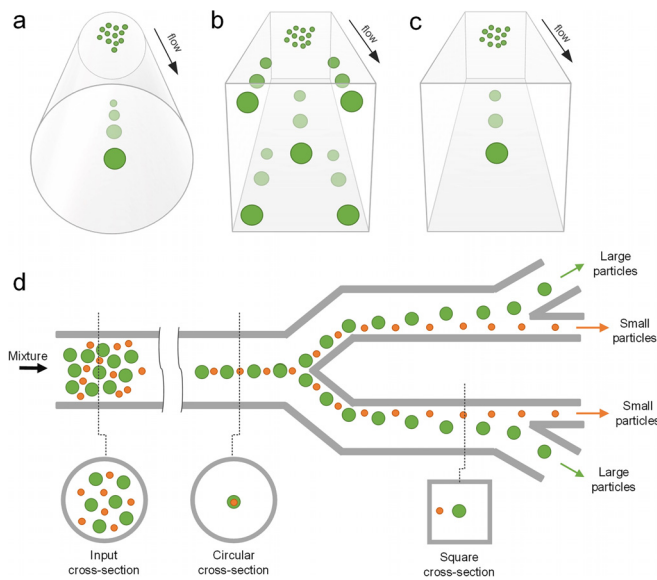 a
flow
b
flow
c
flow
d
Mixture
Large
particles
Small
particles
Small
particles
Large
particles
Input
cross-section
Circular
cross-section
Square
cross-section